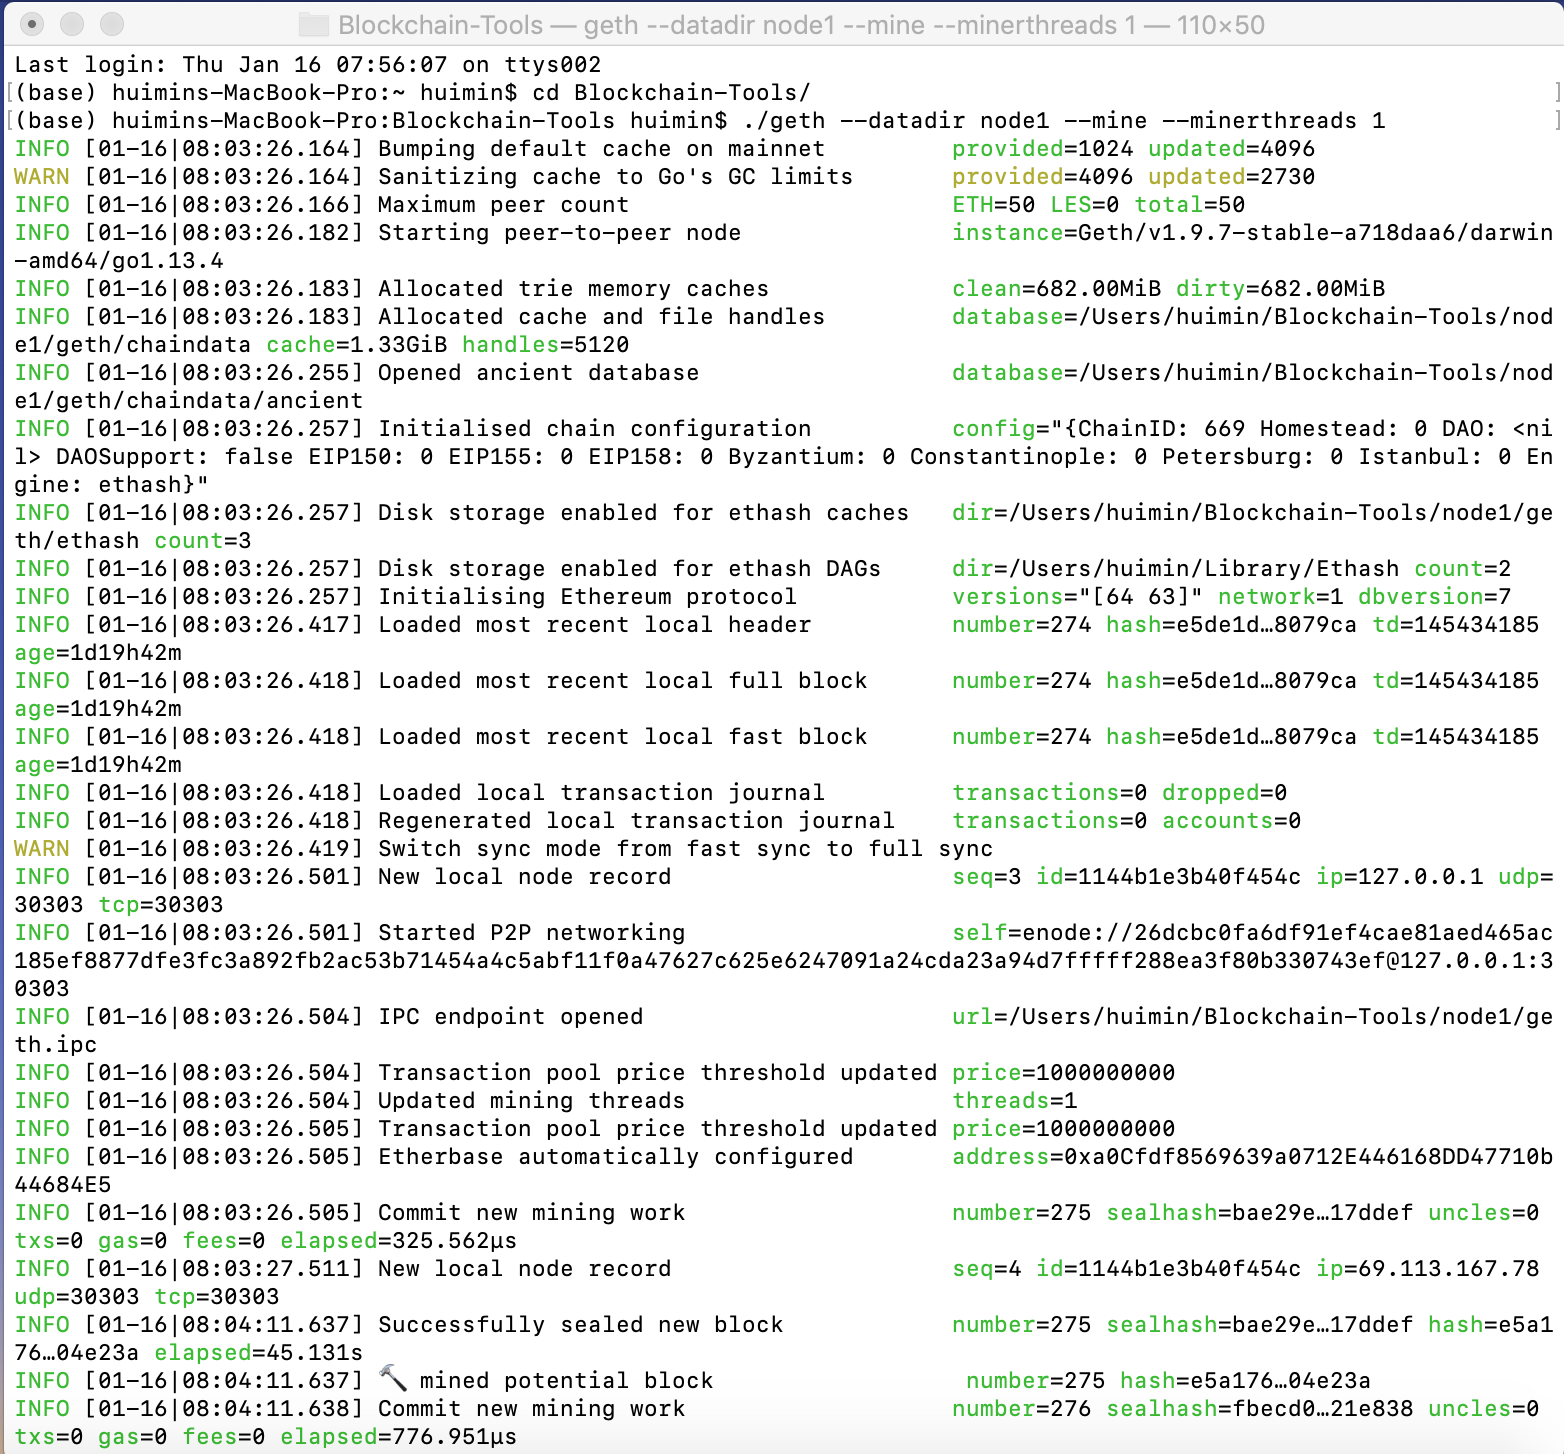 Blockchain-Tools — geth --datadir node1 --mine --minerthreads 1 — 110×50
Last login: Thu Jan 16 07:56:07 on ttys002
[(base) huimins-MacBook-Pro:~ huimin$ cd Blockchain-Tools/ ]
[(base) huimins-MacBook-Pro:Blockchain-Tools huimin$ ./geth --datadir node1 --mine --minerthreads 1 ]
INFO [01-16|08:03:26.164] Bumping default cache on mainnet provided=1024 updated=4096
WARN [01-16|08:03:26.164] Sanitizing cache to Go's GC limits provided=4096 updated=2730
INFO [01-16|08:03:26.166] Maximum peer count ETH=50 LES=0 total=50
INFO [01-16|08:03:26.182] Starting peer-to-peer node instance=Geth/v1.9.7-stable-a718daa6/darwin
-amd64/go1.13.4
INFO [01-16|08:03:26.183] Allocated trie memory caches clean=682.00MiB dirty=682.00MiB
INFO [01-16|08:03:26.183] Allocated cache and file handles database=/Users/huimin/Blockchain-Tools/nod
e1/geth/chaindata cache=1.33GiB handles=5120
INFO [01-16|08:03:26.255] Opened ancient database database=/Users/huimin/Blockchain-Tools/nod
e1/geth/chaindata/ancient
INFO [01-16|08:03:26.257] Initialised chain configuration config="{ChainID: 669 Homestead: 0 DAO: <ni
l> DAOSupport: false EIP150: 0 EIP155: 0 EIP158: 0 Byzantium: 0 Constantinople: 0 Petersburg: 0 Istanbul: 0 En
gine: ethash}"
INFO [01-16|08:03:26.257] Disk storage enabled for ethash caches dir=/Users/huimin/Blockchain-Tools/node1/ge
th/ethash count=3
INFO [01-16|08:03:26.257] Disk storage enabled for ethash DAGs dir=/Users/huimin/Library/Ethash count=2
INFO [01-16|08:03:26.257] Initialising Ethereum protocol versions="[64 63]" network=1 dbversion=7
INFO [01-16|08:03:26.417] Loaded most recent local header number=274 hash=e5de1d…8079ca td=145434185
age=1d19h42m
INFO [01-16|08:03:26.418] Loaded most recent local full block number=274 hash=e5de1d…8079ca td=145434185
age=1d19h42m
INFO [01-16|08:03:26.418] Loaded most recent local fast block number=274 hash=e5de1d…8079ca td=145434185
age=1d19h42m
INFO [01-16|08:03:26.418] Loaded local transaction journal transactions=0 dropped=0
INFO [01-16|08:03:26.418] Regenerated local transaction journal transactions=0 accounts=0
WARN [01-16|08:03:26.419] Switch sync mode from fast sync to full sync
INFO [01-16|08:03:26.501] New local node record seq=3 id=1144b1e3b40f454c ip=127.0.0.1 udp=
30303 tcp=30303
INFO [01-16|08:03:26.501] Started P2P networking self=enode://26dcbc0fa6df91ef4cae81aed465ac
185ef8877dfe3fc3a892fb2ac53b71454a4c5abf11f0a47627c625e6247091a24cda23a94d7fffff288ea3f80b330743ef@127.0.0.1:3
0303
INFO [01-16|08:03:26.504] IPC endpoint opened url=/Users/huimin/Blockchain-Tools/node1/ge
th.ipc
INFO [01-16|08:03:26.504] Transaction pool price threshold updated price=1000000000
INFO [01-16|08:03:26.504] Updated mining threads threads=1
INFO [01-16|08:03:26.505] Transaction pool price threshold updated price=1000000000
INFO [01-16|08:03:26.505] Etherbase automatically configured address=0xa0Cfdf8569639a0712E446168DD47710b
44684E5
INFO [01-16|08:03:26.505] Commit new mining work number=275 sealhash=bae29e…17ddef uncles=0
txs=0 gas=0 fees=0 elapsed=325.562µs
INFO [01-16|08:03:27.511] New local node record seq=4 id=1144b1e3b40f454c ip=69.113.167.78
udp=30303 tcp=30303
INFO [01-16|08:04:11.637] Successfully sealed new block number=275 sealhash=bae29e…17ddef hash=e5a1
76…04e23a elapsed=45.131s
INFO [01-16|08:04:11.637] 🔨 mined potential block number=275 hash=e5a176…04e23a
INFO [01-16|08:04:11.638] Commit new mining work number=276 sealhash=fbecd0…21e838 uncles=0
txs=0 gas=0 fees=0 elapsed=776.951µs